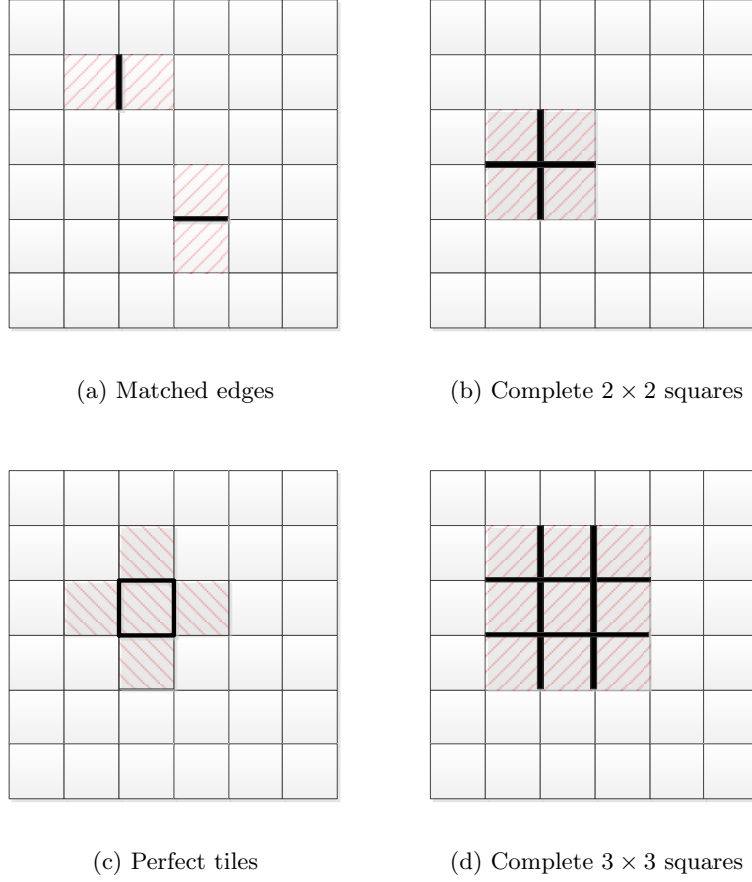 (a) Matched edges
(b) Complete 2 × 2 squares
(c) Perfect tiles
(d) Complete 3 × 3 squares